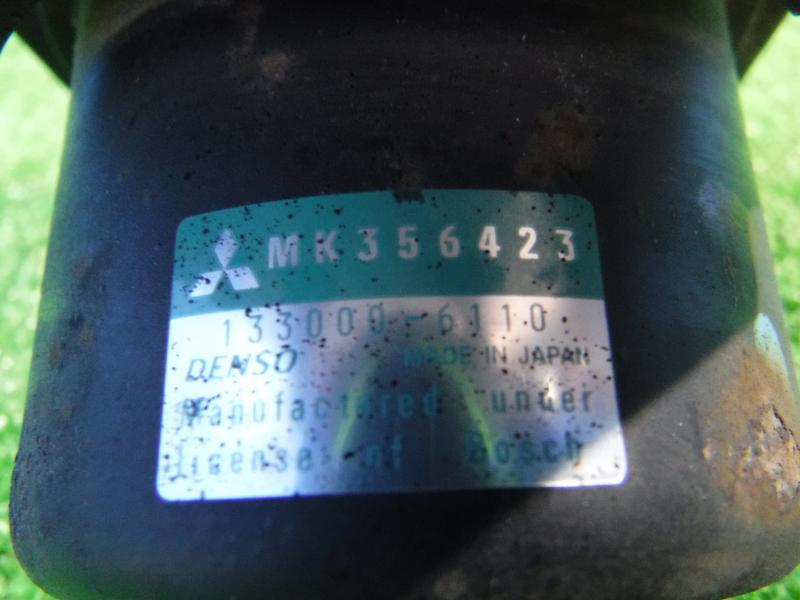 MK356423
133000-6110
DENSO MADE IN JAPAN
Manufactured under
license of Bosch